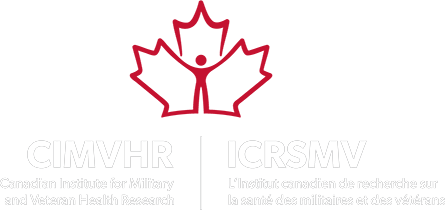 CIMVHR
Canadian Institute for Military
and Veteran Health Research
ICRSMV
L'Institut canadien de recherche sur
la santé des militaires et des vétérans